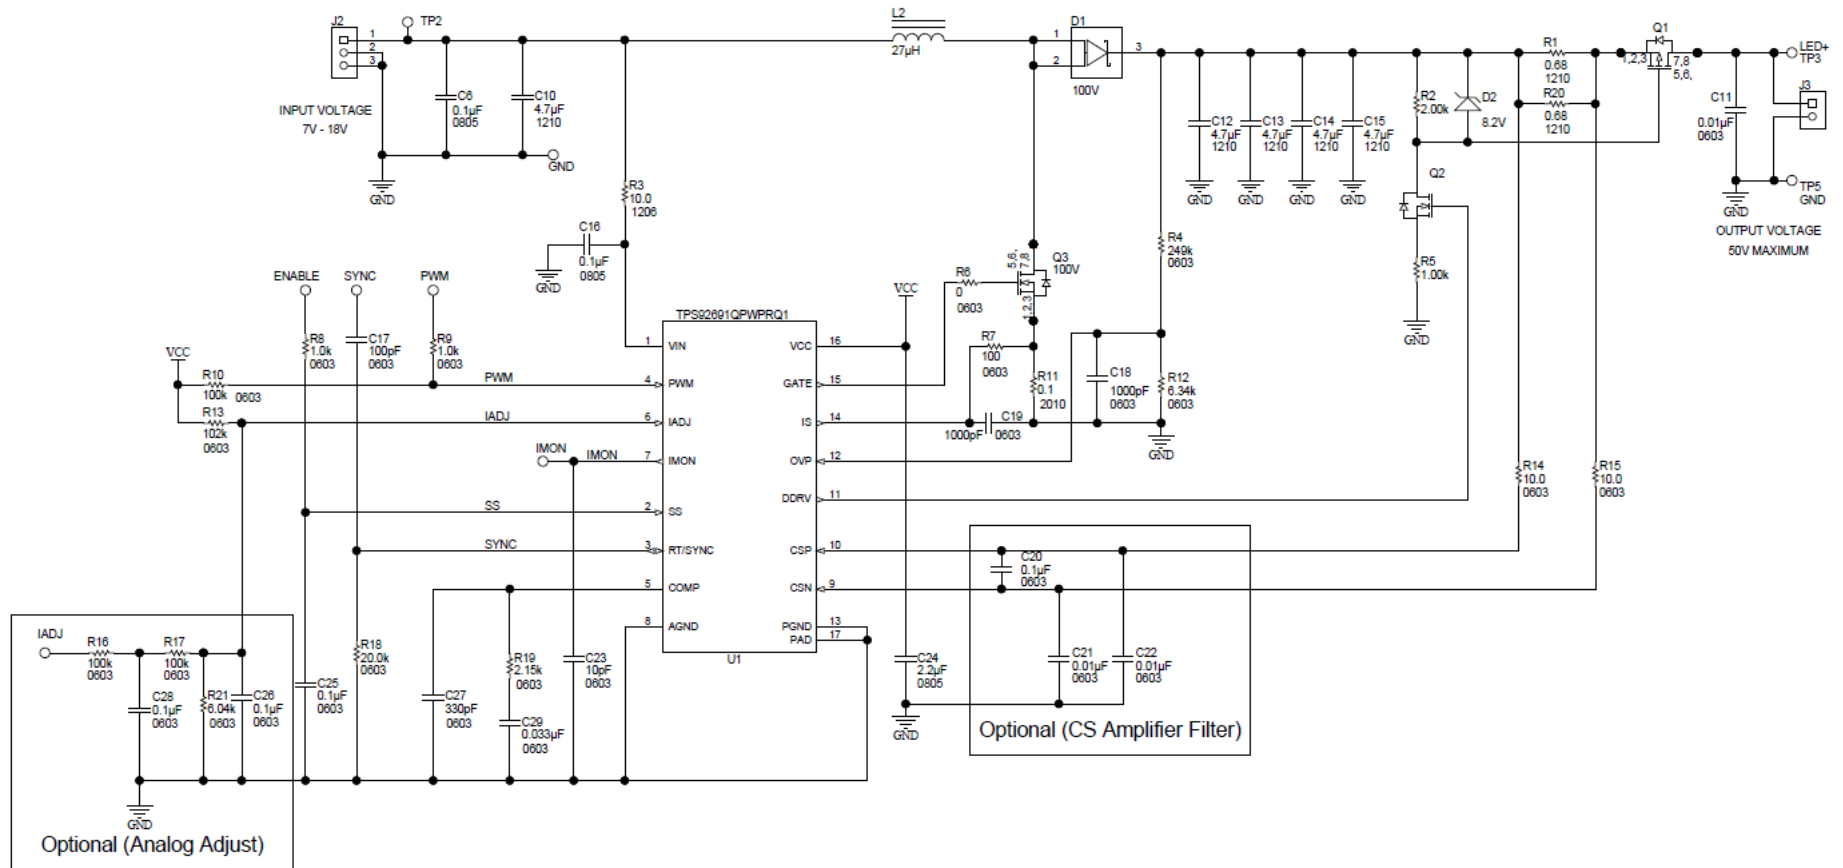 J2
1
2
3
TP2
INPUT VOLTAGE
7V - 18V
C6
0.1µF
0805
C10
4.7µF
1210
GND
GND
L2
27µH
D1
1
2
3
100V
R1
0.68
1210
R20
0.68
1210
Q1
1,2,3
7,8
5,6,
LED+
TP3
J3
C11
0.01µF
0603
R2
2.00k
D2
8.2V
C12
4.7µF
1210
C13
4.7µF
1210
C14
4.7µF
1210
C15
4.7µF
1210
GND
GND
GND
GND
Q2
TP5
GND
GND
OUTPUT VOLTAGE
50V MAXIMUM
R3
10.0
1206
C16
0.1µF
0805
GND
R4
249k
0603
R5
1.00k
GND
Q3
100V
5,6,
7,8
1,2,3
R6
0
0603
VCC
ENABLE
SYNC
PWM
R8
1.0k
0603
C17
100pF
0603
R9
1.0k
0603
VCC
R10
100k
0603
R13
102k
0603
PWM
IADJ
IMON
IMON
SS
SYNC
TPS92691QPWPRQ1
1
VIN
4
PWM
6
IADJ
7
IMON
2
SS
3
RT/SYNC
5
COMP
8
AGND
VCC
16
GATE
15
IS
14
OVP
12
DDRV
11
CSP
10
CSN
9
PGND
13
PAD
17
U1
R7
100
0603
R11
0.1
2010
C19
1000pF
0603
C18
1000pF
0603
R12
6.34k
0603
GND
R14
10.0
0603
R15
10.0
0603
C20
0.1µF
0603
C21
0.01µF
0603
C22
0.01µF
0603
Optional (CS Amplifier Filter)
C24
2.2µF
0805
GND
IADJ
R16
100k
0603
R17
100k
0603
C28
0.1µF
0603
R21
6.04k
0603
C26
0.1µF
0603
C25
0.1µF
0603
R18
20.0k
0603
C27
330pF
0603
R19
2.15k
0603
C29
0.033µF
0603
C23
10pF
0603
GND
Optional (Analog Adjust)